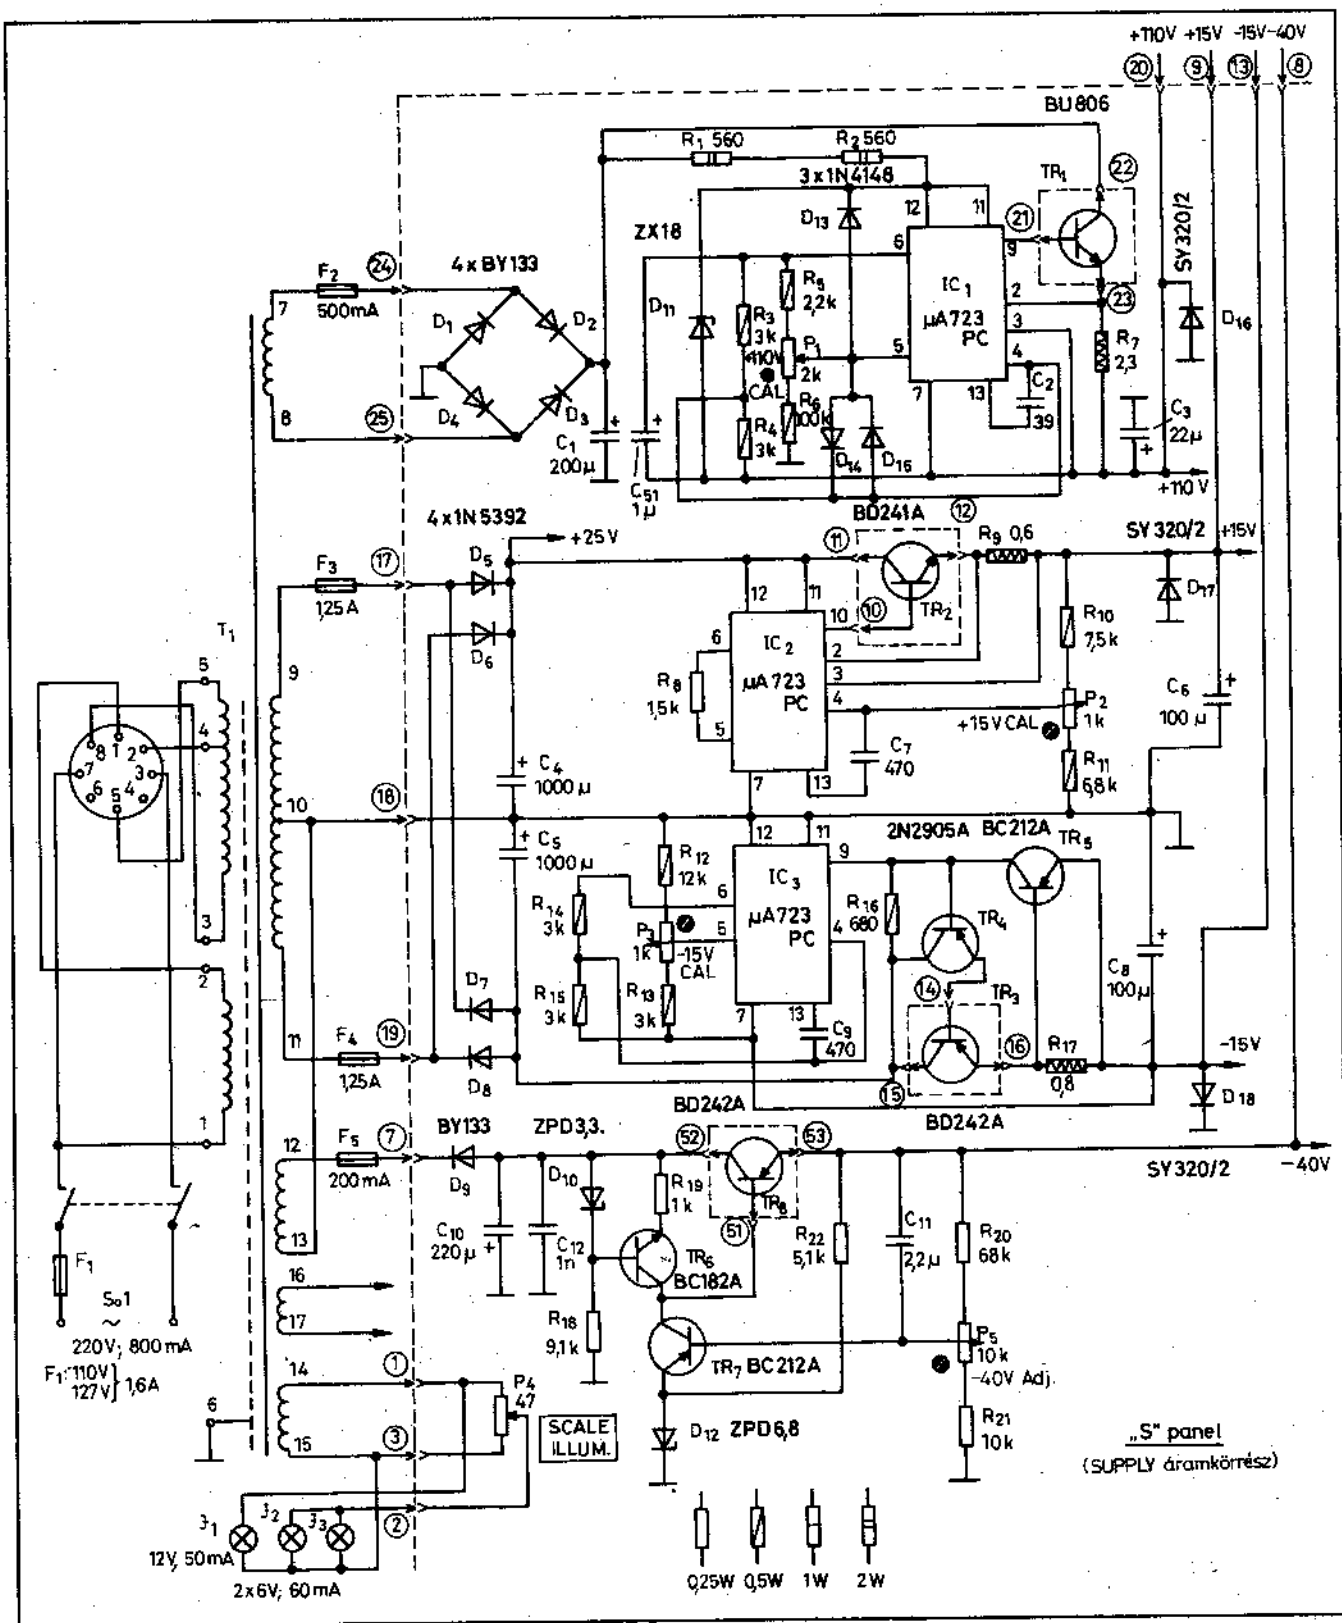 +110V +15V -15V -40V
20 9 13 8
BU806
R1 560 R2 560
3x1N4148
TR1 22
12 11 21
D13
SY320/2
ZX18
6 9
24 4xBY133
F2
500mA
7
D1 D2
D11
R3
3k
R5
2,2k
IC1
µA723
PC
2
3
4
23
D16
R7
2,3
+110V
CAL
P1
2k
5
C2
39
8
25
D4 D3
R4
3k
R6
100k
7 13
C3
22µ
C1
200µ
C51
1µ
D14 D16
+110V
4x1N5392
+25V
BD241A 12
11
R9 0,6
SY320/2 +15V
F3
1,25A
17
D5
12 11
10 10
TR2
D17
D6
6
IC2
µA723
PC
2
3
4
R10
7,5k
9
T1
R8
1,5k
5
P2
1k
+15V CAL
C6
100µ
5
4
8 1 2
7 3
6 5 4
C4
1000µ
7 13
C7
470
R11
6,8k
10
18
C5
1000µ
12 11
2N2905A BC212A
TR5
R12
12k
9
IC3
µA723
PC
6
5
4
R14
3k
R16
680
TR4
P3
1k
-15V
CAL
3
2
C8
100µ
D7
R15
3k
R13
3k
7 13
14 TR3
C9
470
11
F4
1,25A
19
D8
16
R17
0,8
-15V
15
D18
BD242A
BD242A
1
12
F5
200mA
7
BY133
D9
ZPD3,3.
52 53
SY320/2
-40V
D10
R19
1k
TR8
51
C10
220µ
C12
1n
TR6
BC182A
R22
5,1k
C11
2,2µ
R20
68k
13
16
17
F1
So1
~
220V; 800mA
F1: 110V
127V } 1,6A
R18
9,1k
TR7 BC212A
P5
10k
-40V Adj.
14
1
P4
47
15
3
SCALE
ILLUM.
D12 ZPD6,8
R21
10k
6
„S” panel
(SUPPLY áramkörrész)
2
J1 J2 J3
12V, 50mA
2x6V; 60mA
0,25W 0,5W 1W 2W